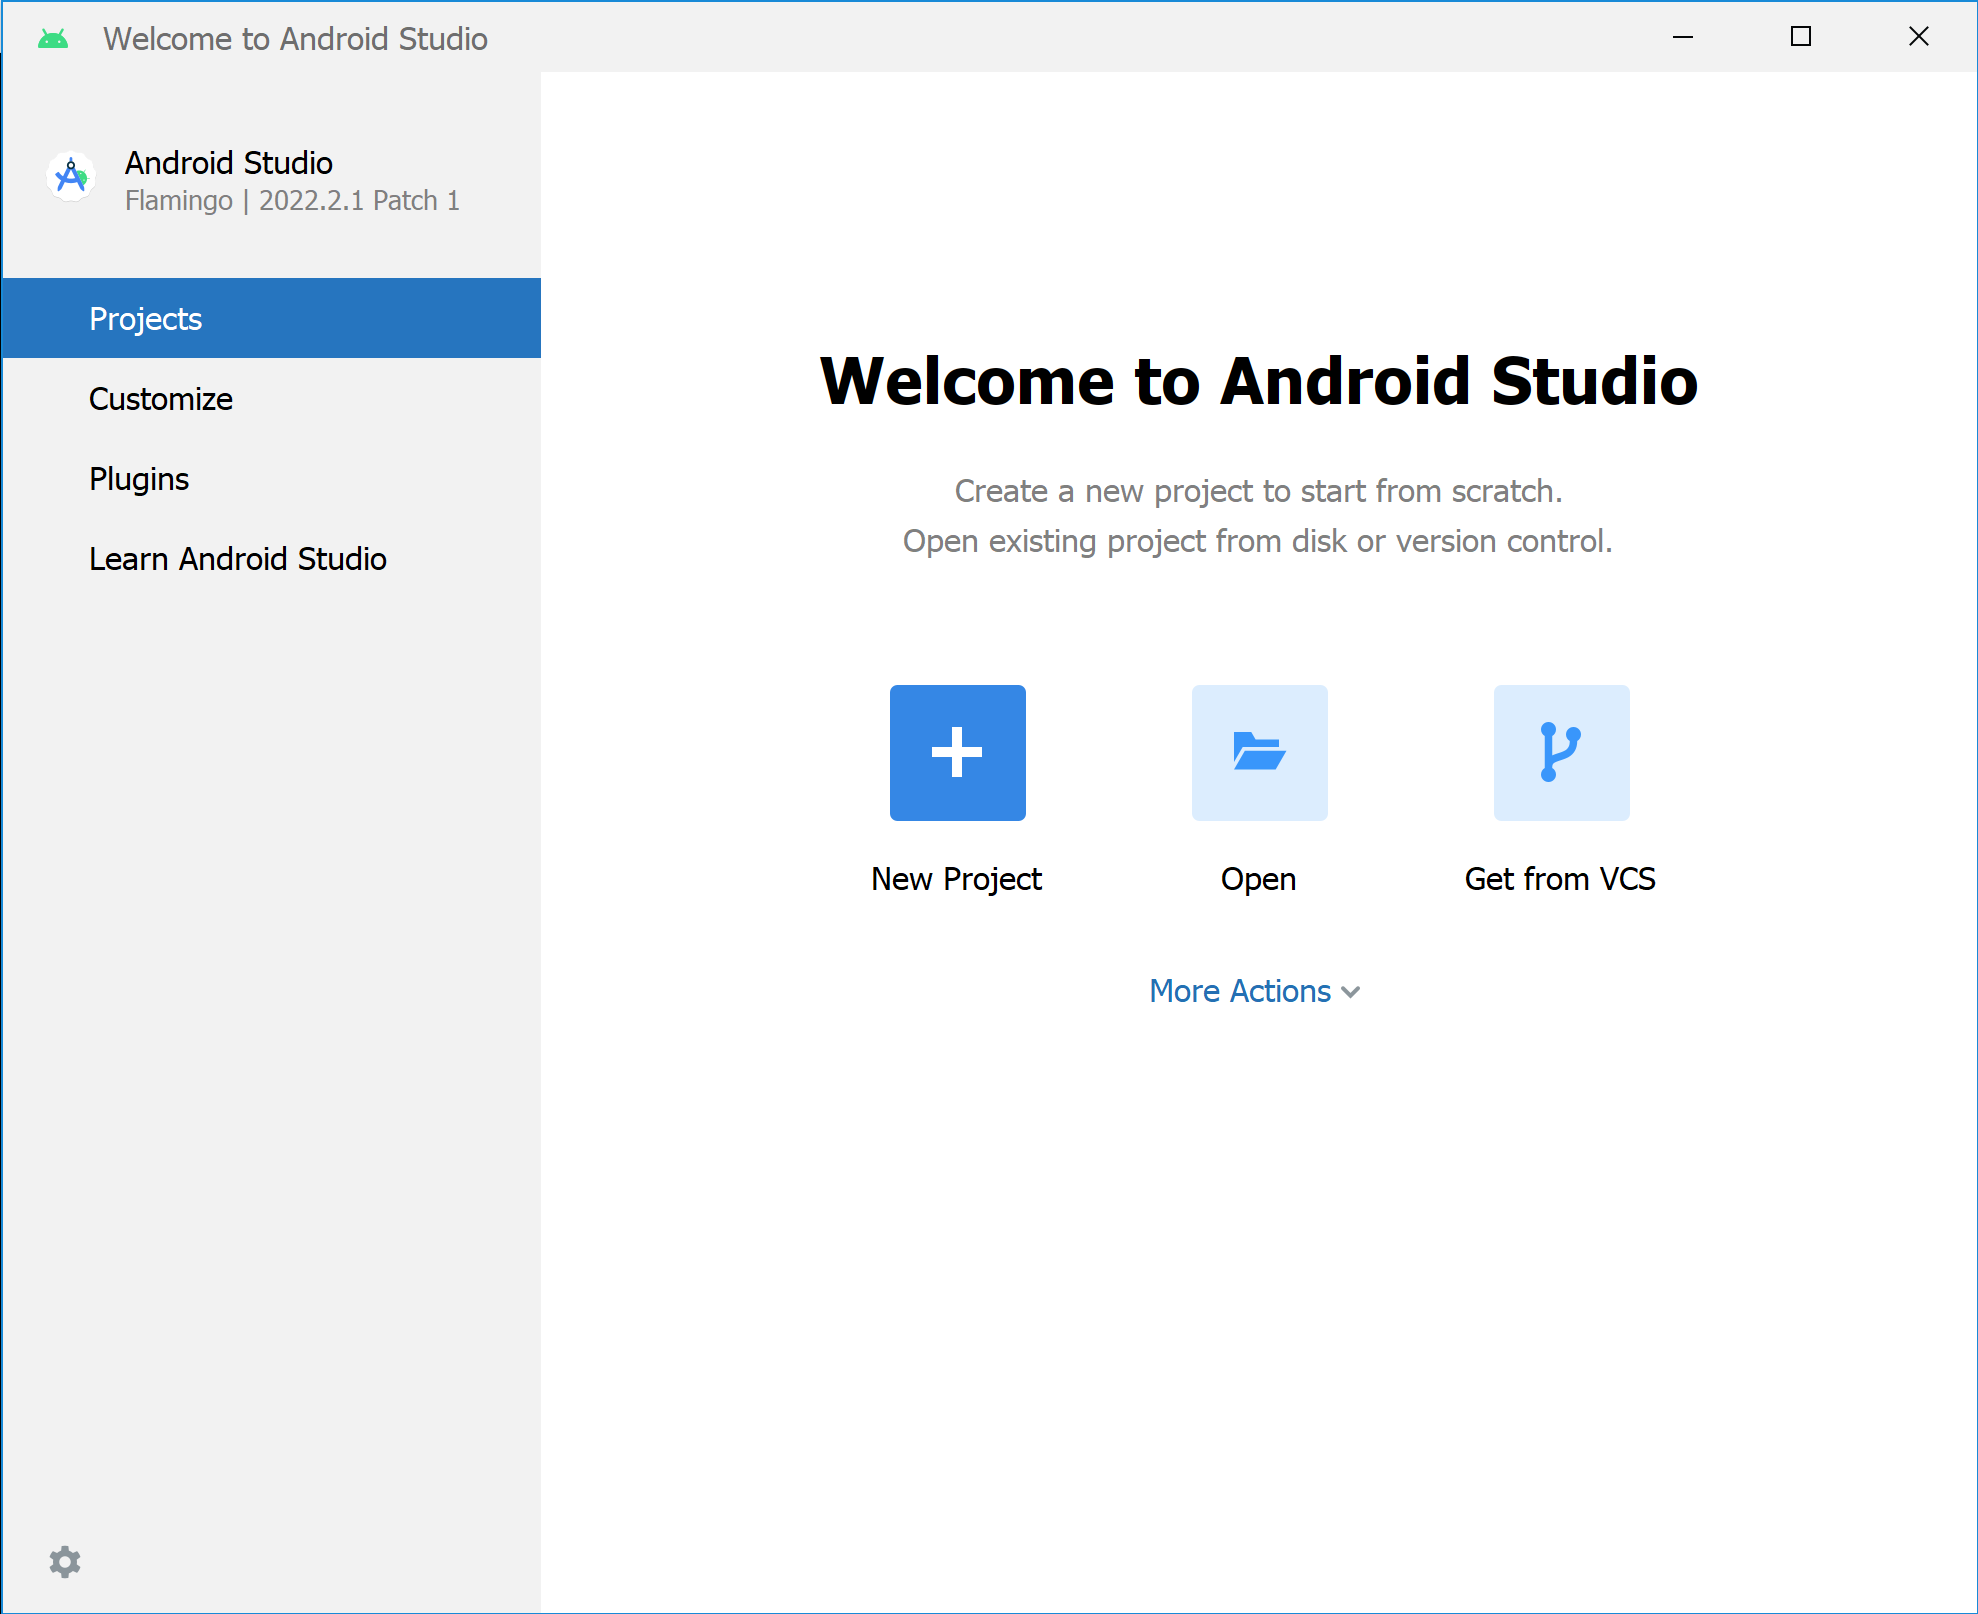 Welcome to Android Studio
Android Studio
Flamingo | 2022.2.1 Patch 1
Projects
Customize
Plugins
Learn Android Studio
Welcome to Android Studio
Create a new project to start from scratch.
Open existing project from disk or version control.
New Project
Open
Get from VCS
More Actions